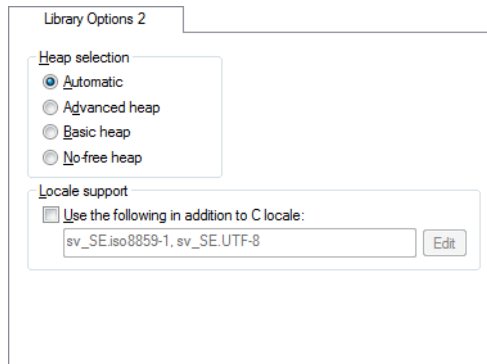 Library Options 2
Heap selection
Automatic
Advanced heap
Basic heap
No-free heap
Locale support
Use the following in addition to C locale:
sv_SE.iso8859-1, sv_SE.UTF-8
Edit